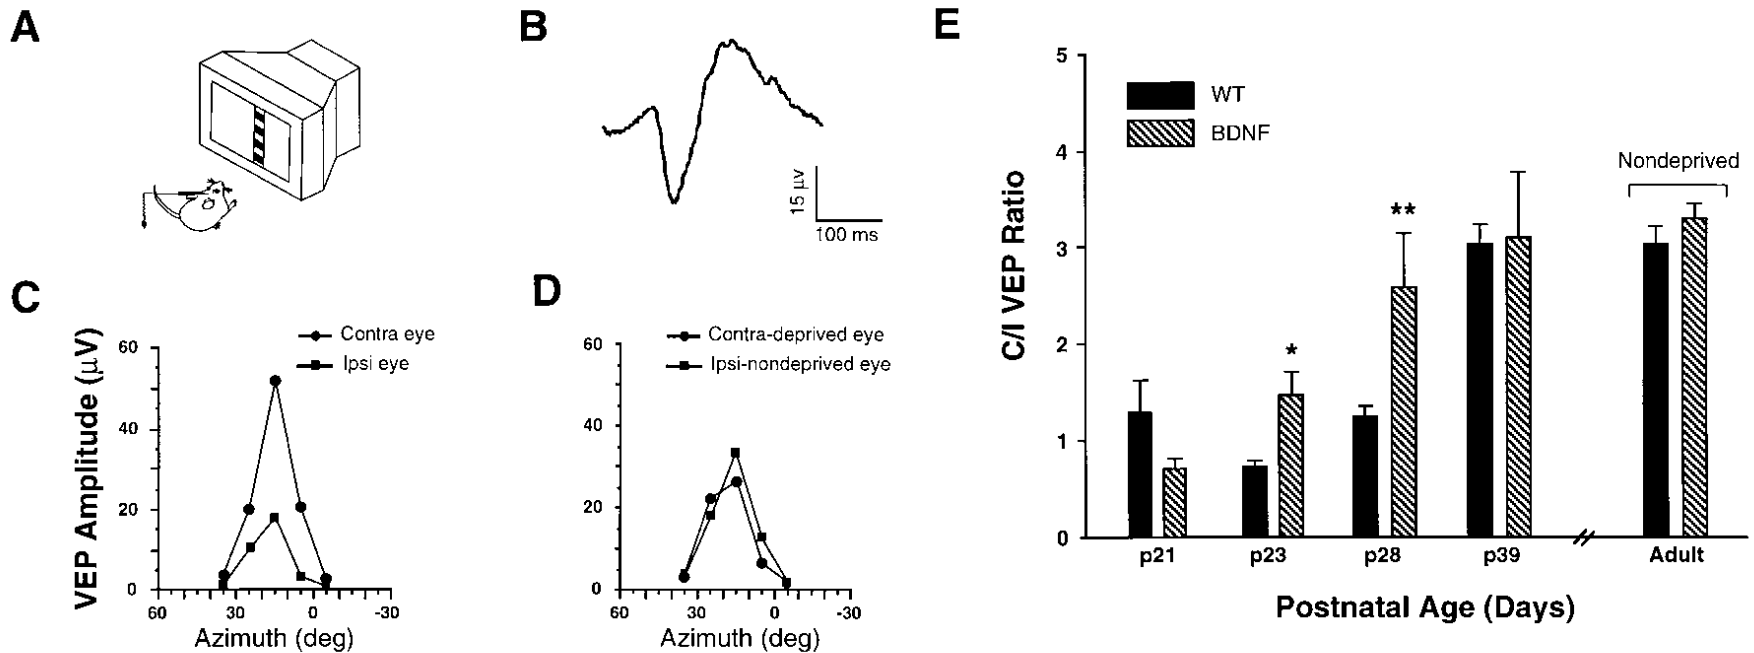 A
B
15 μv
100 ms
C
VEP Amplitude (μV)
Contra eye
Ipsi eye
60
40
20
0
60
30
0
-30
Azimuth (deg)
D
Contra-deprived eye
Ipsi-nondeprived eye
60
40
20
0
60
30
0
-30
Azimuth (deg)
E
C/I VEP Ratio
5
4
3
2
1
0
WT
BDNF
Nondeprived
*
**
p21
p23
p28
p39
Adult
Postnatal Age (Days)